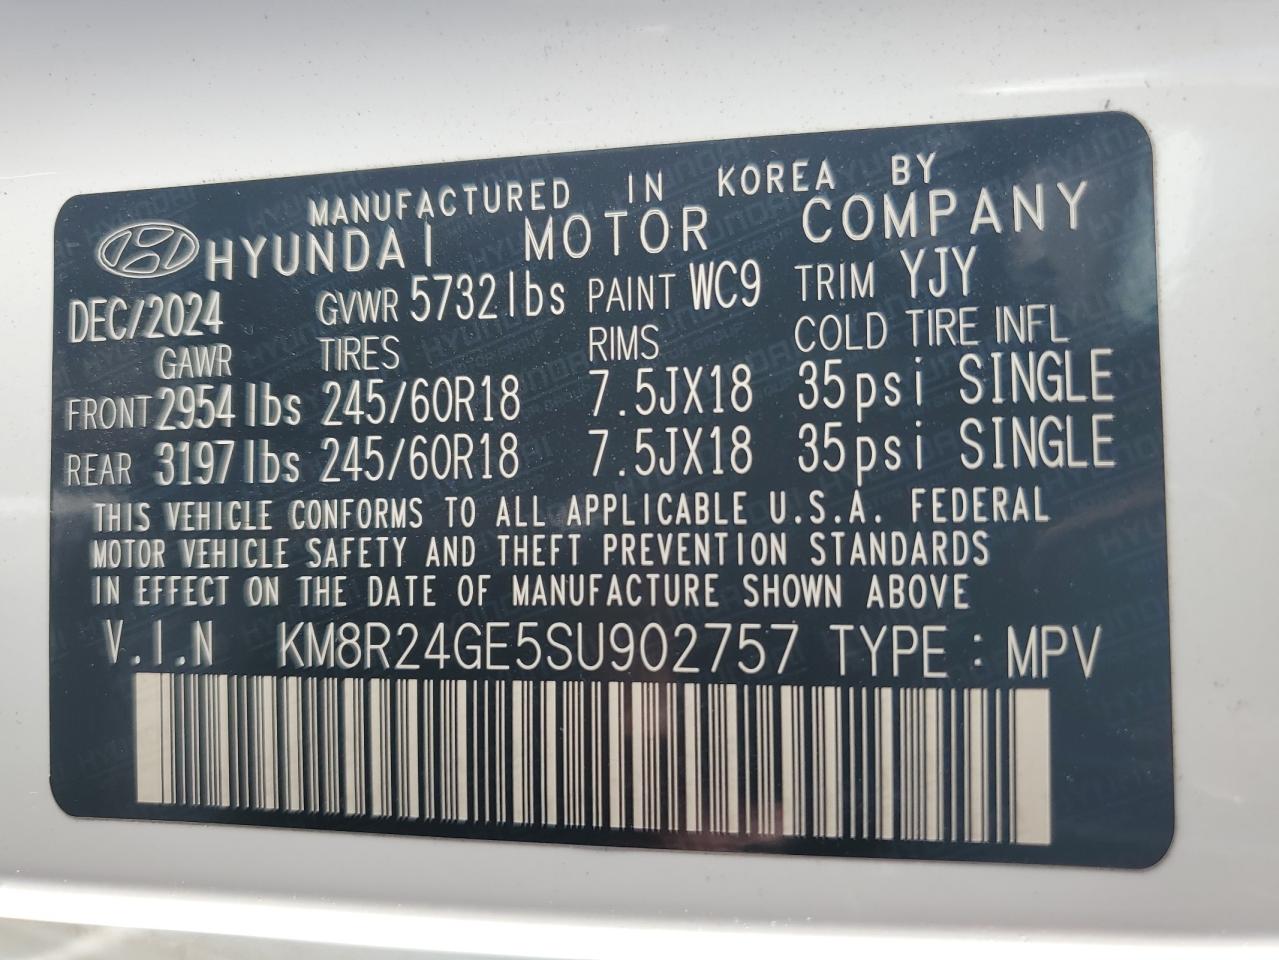 MANUFACTURED IN KOREA BY
HYUNDAI MOTOR COMPANY
DEC/2024 GVWR 5732lbs PAINT WC9 TRIM YJY
GAWR TIRES RIMS COLD TIRE INFL
FRONT 2954lbs 245/60R18 7.5JX18 35psi SINGLE
REAR 3197lbs 245/60R18 7.5JX18 35psi SINGLE
THIS VEHICLE CONFORMS TO ALL APPLICABLE U.S.A. FEDERAL
MOTOR VEHICLE SAFETY AND THEFT PREVENTION STANDARDS
IN EFFECT ON THE DATE OF MANUFACTURE SHOWN ABOVE
V.I.N KM8R24GE5SU902757 TYPE : MPV